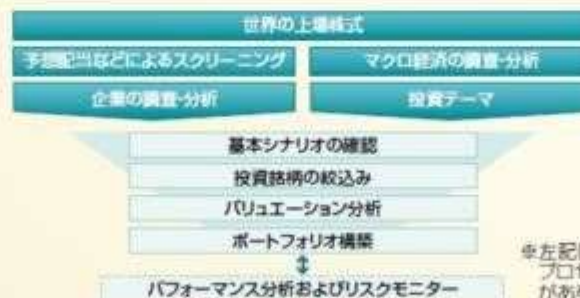 世界の上場株式
予想配当などによるスクリーニング
マクロ経済の調査・分析
企業の調査・分析
投資テーマ
基本シナリオの確認
投資銘柄の絞込み
バリュエーション分析
ポートフォリオ構築
パフォーマンス分析およびリスクモニター
※左記
プロ
があ